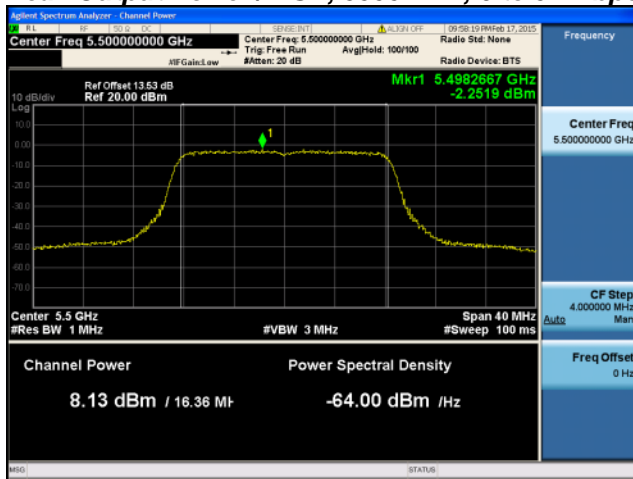 Agilent Spectrum Analyzer - Channel Power
RL RF 50 Ω DC SENSE:INT ALIGN OFF 09:58:19 PM Feb 17, 2015
Center Freq 5.500000000 GHz
Center Freq: 5.500000000 GHz
Radio Std: None
Trig: Free Run Avg|Hold: 100/100
#IFGain:Low #Atten: 20 dB Radio Device: BTS
Mkr1 5.4982667 GHz
-2.2519 dBm
Ref Offset 13.53 dB
10 dB/div Ref 20.00 dBm
Log
10.0
0.00
-10.0
-20.0
-30.0
-40.0
-50.0
-60.0
-70.0
1
Center 5.5 GHz Span 40 MHz
#Res BW 1 MHz #VBW 3 MHz #Sweep 100 ms
Channel Power Power Spectral Density
8.13 dBm / 16.36 MH -64.00 dBm /Hz
MSG STATUS
Frequency
Center Freq
5.500000000 GHz
CF Step
4.000000 MHz
Auto Man
Freq Offset
0 Hz